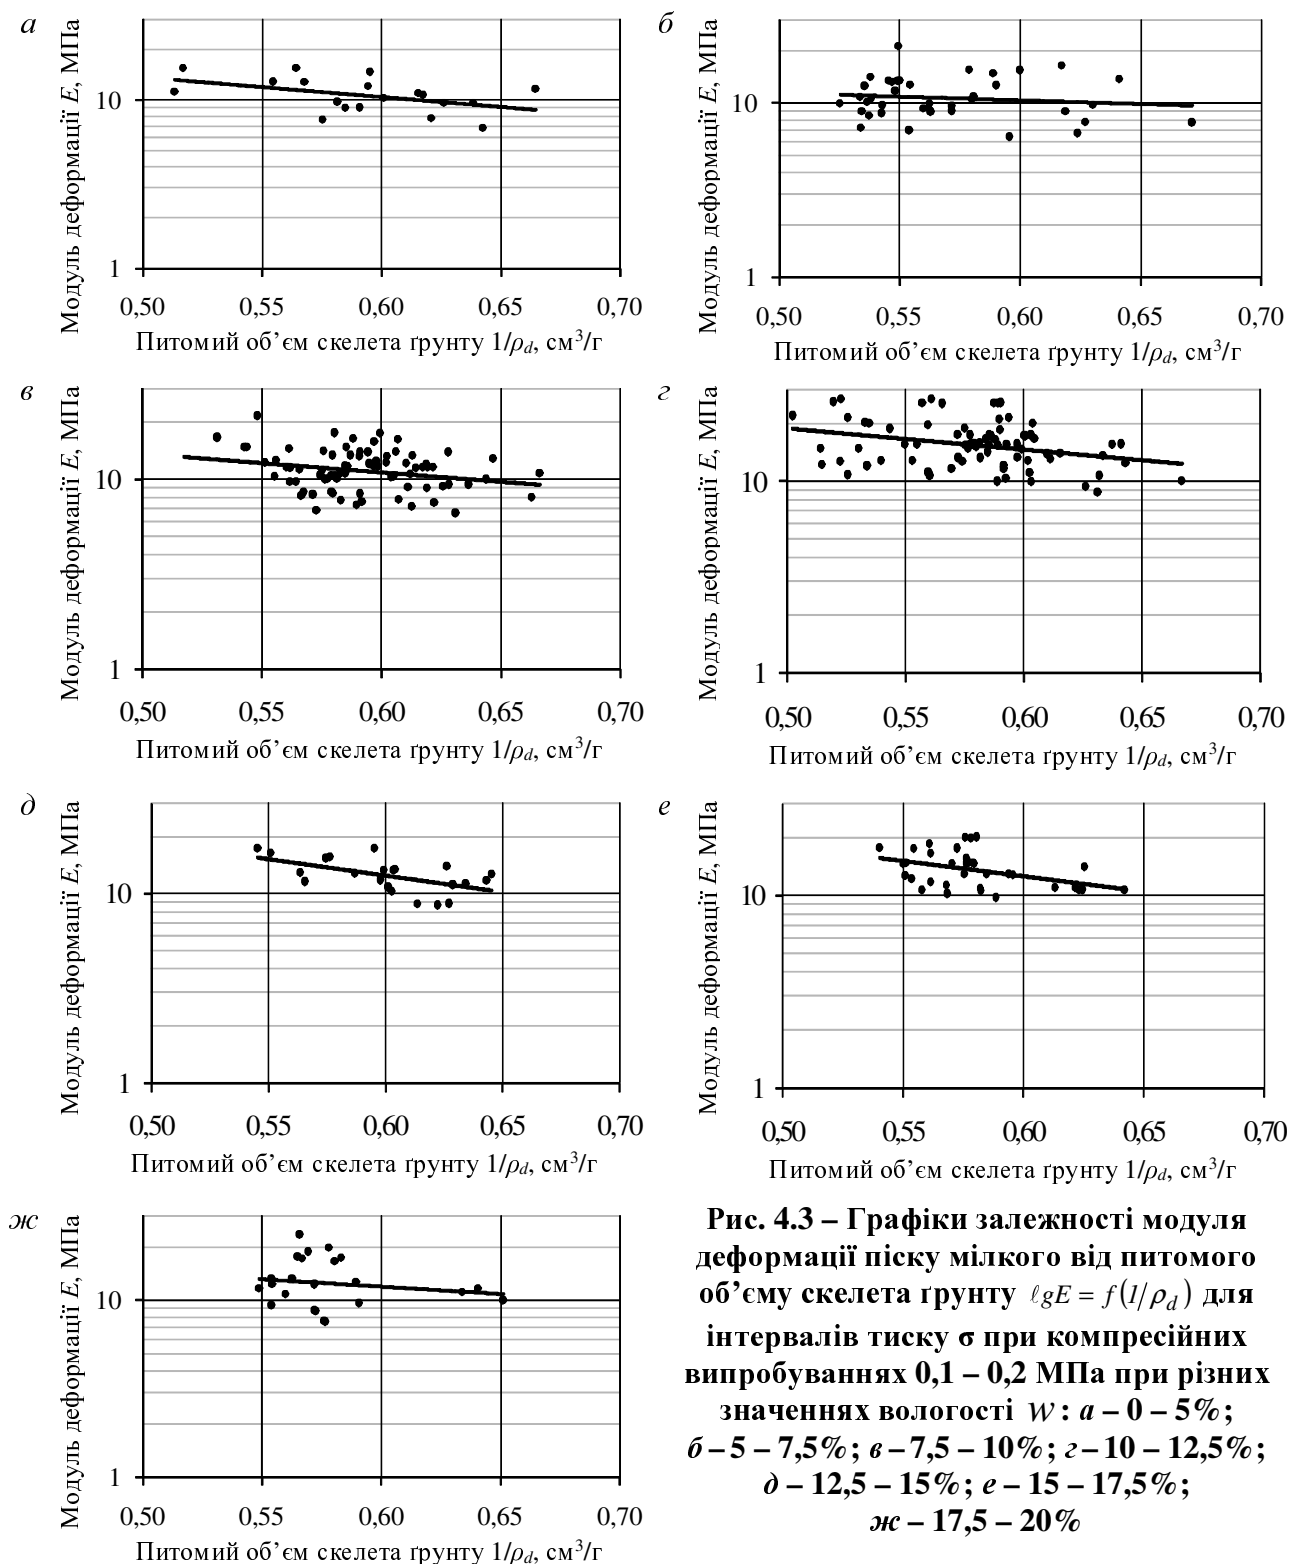 а
Модуль деформації E, МПа
10
1
0,50 0,55 0,60 0,65 0,70
Питомий об’єм скелета ґрунту 1/ρd, см³/г
б
Модуль деформації E, МПа
10
1
0,50 0,55 0,60 0,65 0,70
Питомий об’єм скелета ґрунту 1/ρd, см³/г
в
Модуль деформації E, МПа
10
1
0,50 0,55 0,60 0,65 0,70
Питомий об’єм скелета ґрунту 1/ρd, см³/г
г
Модуль деформації E, МПа
10
1
0,50 0,55 0,60 0,65 0,70
Питомий об’єм скелета ґрунту 1/ρd, см³/г
д
Модуль деформації E, МПа
10
1
0,50 0,55 0,60 0,65 0,70
Питомий об’єм скелета ґрунту 1/ρd, см³/г
е
Модуль деформації E, МПа
10
1
0,50 0,55 0,60 0,65 0,70
Питомий об’єм скелета ґрунту 1/ρd, см³/г
ж
Модуль деформації E, МПа
10
1
0,50 0,55 0,60 0,65 0,70
Питомий об’єм скелета ґрунту 1/ρd, см³/г
Рис. 4.3 – Графіки залежності модуля
деформації піску мілкого від питомого
об’єму скелета ґрунту ℓgE = f(1/ρd) для
інтервалів тиску σ при компресійних
випробуваннях 0,1 – 0,2 МПа при різних
значеннях вологості w: а – 0 – 5%;
б – 5 – 7,5%; в – 7,5 – 10%; г – 10 – 12,5%;
д – 12,5 – 15%; е – 15 – 17,5%;
ж – 17,5 – 20%